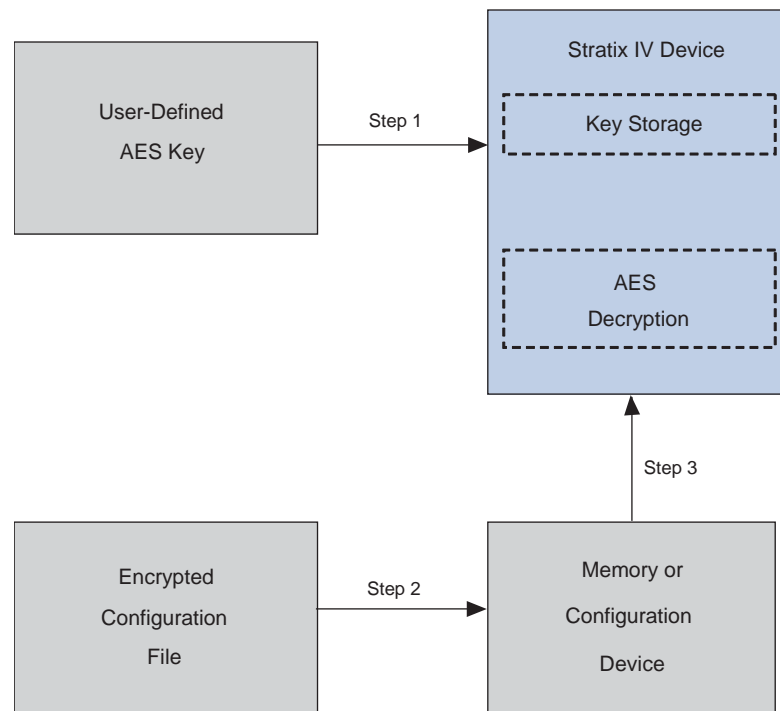 User-Defined
AES Key
Step 1
Stratix IV Device
Key Storage
AES
Decryption
Step 3
Encrypted
Configuration
File
Step 2
Memory or
Configuration
Device